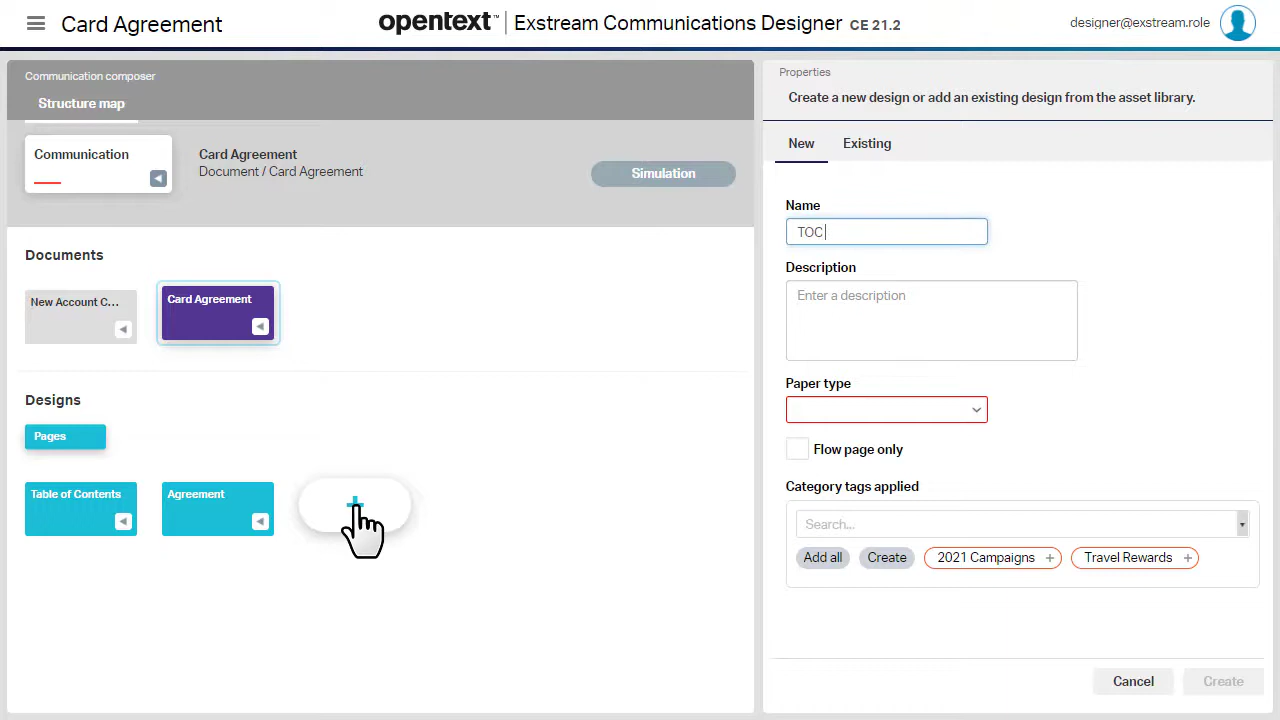 Card Agreement
opentext™ | Exstream Communications Designer CE 21.2
designer@exstream.role
Communication composer
Structure map
Communication
Card Agreement
Document / Card Agreement
Simulation
Documents
New Account C...
Card Agreement
Designs
Pages
Table of Contents
Agreement
Properties
Create a new design or add an existing design from the asset library.
New
Existing
Name
TOC
Description
Enter a description
Paper type
Flow page only
Category tags applied
Search...
Add all
Create
2021 Campaigns +
Travel Rewards +
Cancel
Create